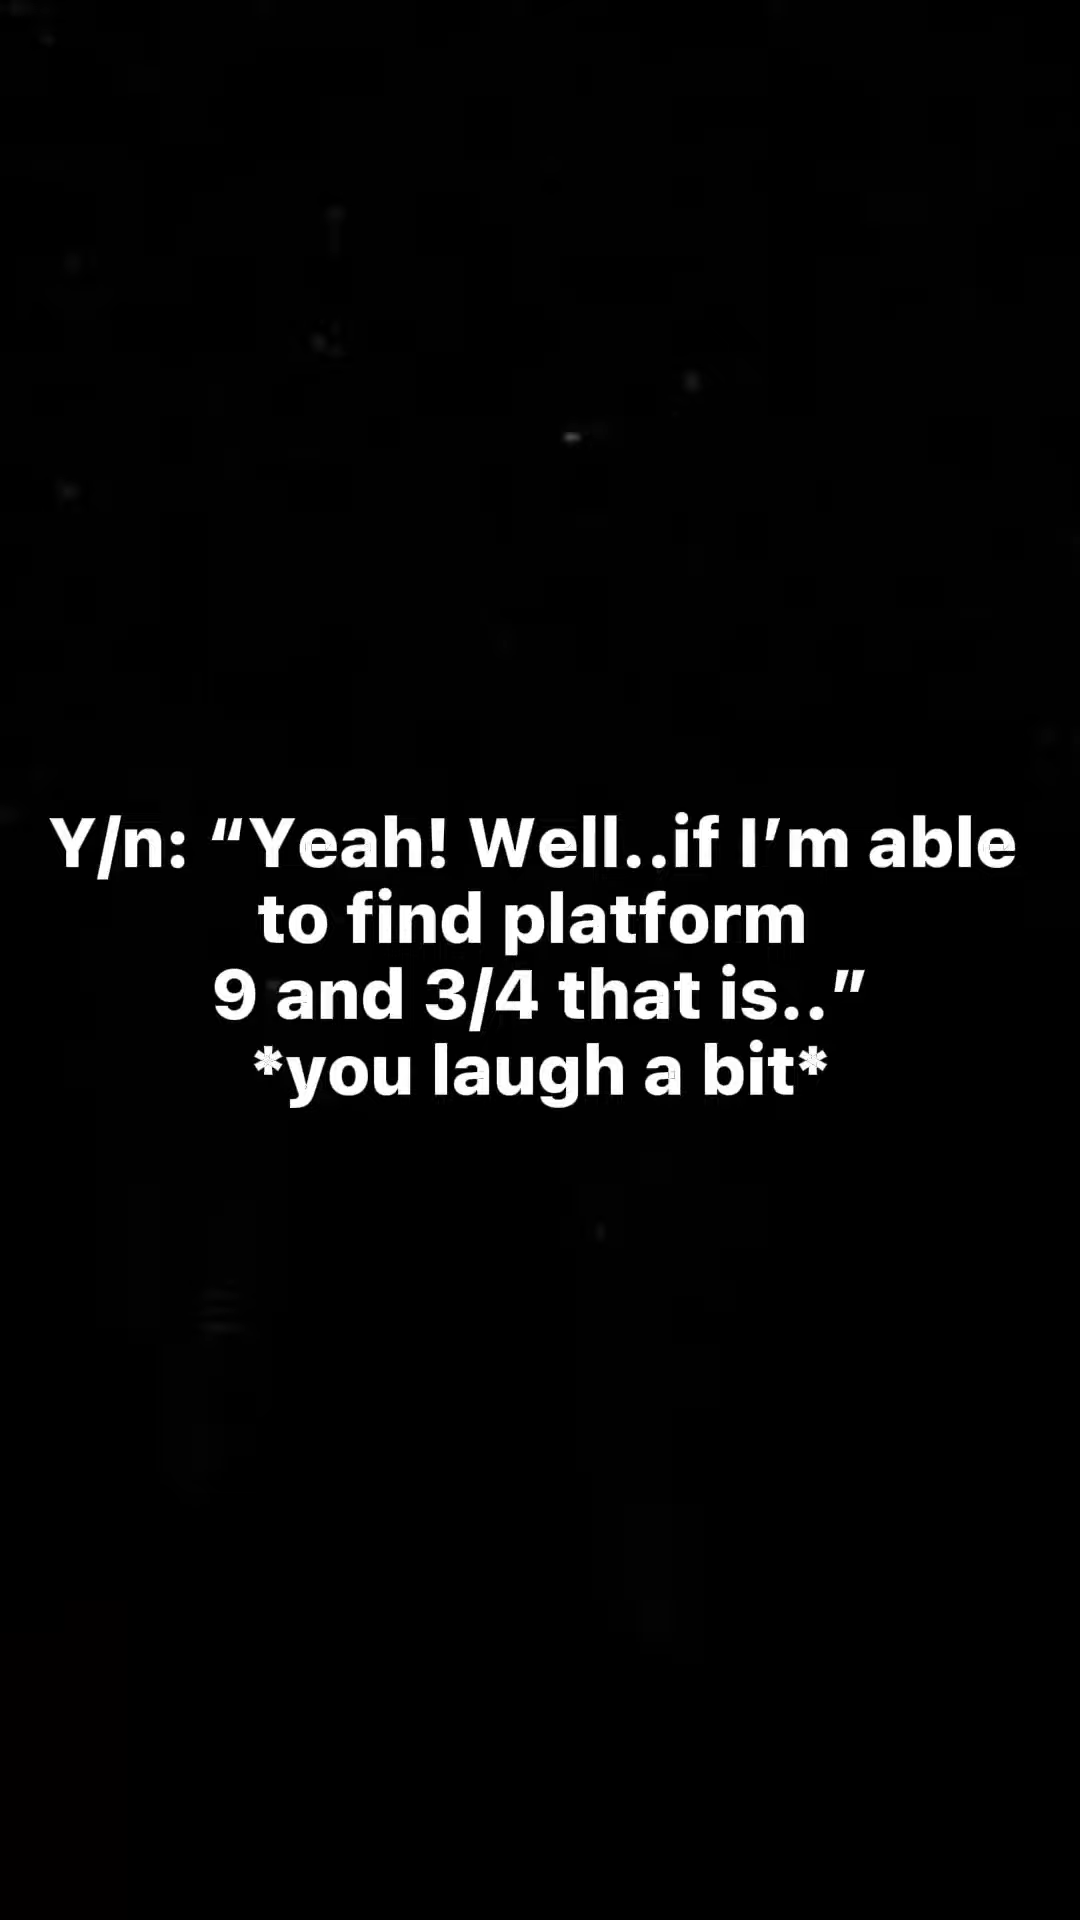 Y/n: “Yeah! Well..if I’m able
to find platform
9 and 3/4 that is..”
*you laugh a bit*